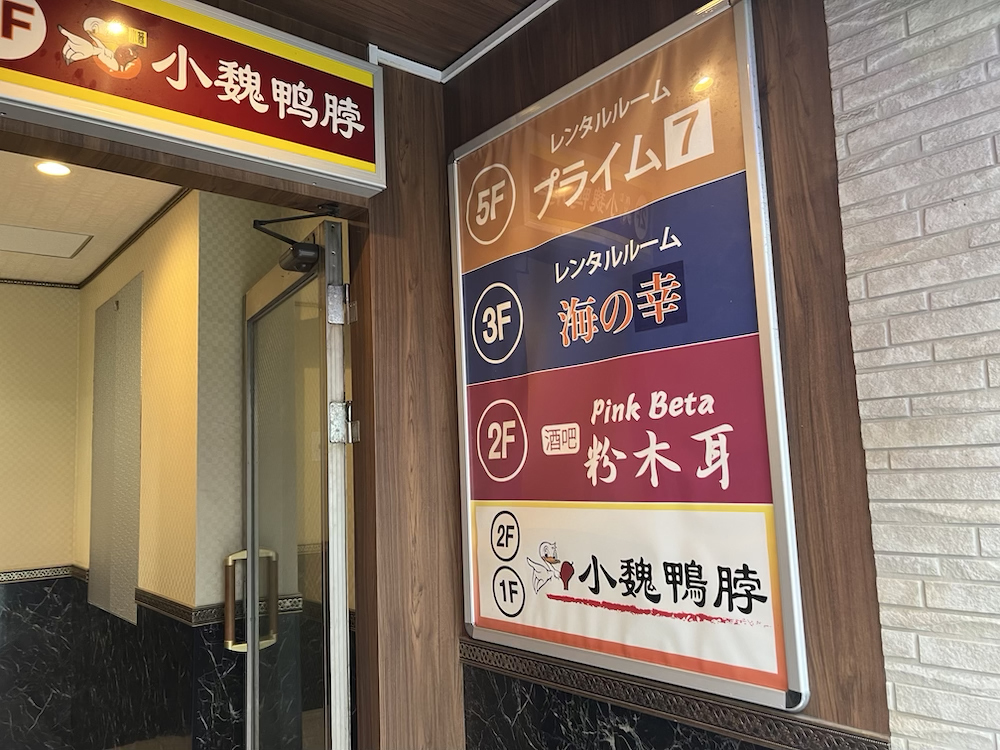 F
小魏鴨脖
5F
レンタルルーム
プライム7
3F
レンタルルーム
海の幸
2F
酒吧
Pink Beta
粉木耳
2F
1F
小魏鴨脖